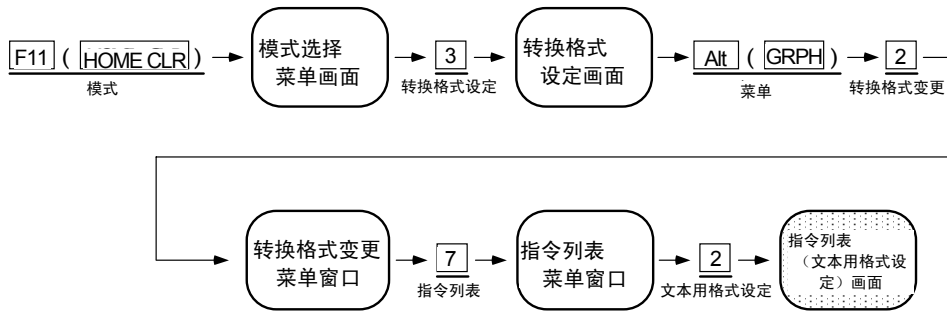 F11 ( HOME CLR )
模式
模式选择
菜单画面
3
转换格式设定
转换格式
设定画面
Alt ( GRPH )
菜单
2
转换格式变更
转换格式变更
菜单窗口
7
指令列表
指令列表
菜单窗口
2
文本用格式设定
指令列表
（文本用格式设
定）画面